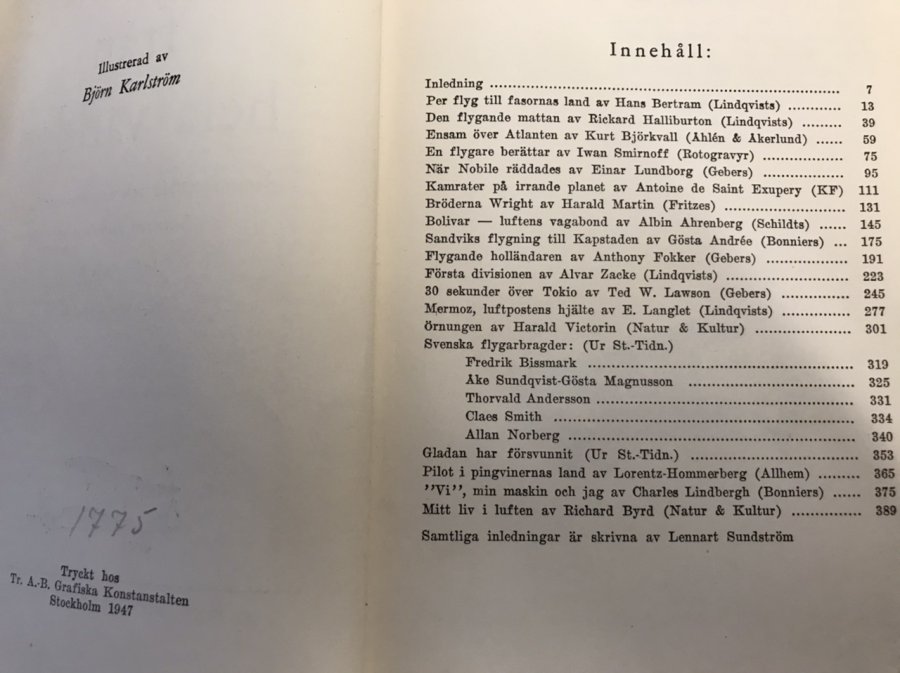 Illustrerad av
Björn Karlström
1775
Tryckt hos
Tr. A.-B. Grafiska Konstanstalten
Stockholm 1947
Innehåll:
Inledning ........................................................ 7
Per flyg till fasornas land av Hans Bertram (Lindqvists) ............ 13
Den flygande mattan av Rickard Halliburton (Lindqvists) ......... 39
Ensam över Atlanten av Kurt Björkvall (Åhlén & Åkerlund) ...... 59
En flygare berättar av Iwan Smirnoff (Rotogravyr) .................. 75
När Nobile räddades av Einar Lundborg (Gebers) .................. 95
Kamrater på irrande planet av Antoine de Saint Exupery (KF) 111
Bröderna Wright av Harald Martin (Fritzes) ........................... 131
Bolivar — luftens vagabond av Albin Ahrenberg (Schildts) ...... 145
Sandviks flygning till Kapstaden av Gösta Andrée (Bonniers) ... 175
Flygande holländaren av Anthony Fokker (Gebers) .................. 191
Första divisionen av Alvar Zacke (Lindqvists) ........................... 223
30 sekunder över Tokio av Ted W. Lawson (Gebers) ............... 245
Mermoz, luftpostens hjälte av E. Langlet (Lindqvists) ............... 277
Örnungen av Harald Victorin (Natur & Kultur) ..................... 301
Svenska flygarbragder: (Ur St.-Tidn.)
Fredrik Bissmark ...................................................... 319
Åke Sundqvist-Gösta Magnusson .................................... 325
Thorvald Andersson ...................................................... 331
Claes Smith ............................................................... 334
Allan Norberg ............................................................ 340
Gladan har försvunnit (Ur St.-Tidn.) .................................... 353
Pilot i pingvinernas land av Lorentz-Hommerberg (Allhem) ......... 365
”Vi”, min maskin och jag av Charles Lindbergh (Bonniers) ...... 375
Mitt liv i luften av Richard Byrd (Natur & Kultur) ............... 389
Samtliga inledningar är skrivna av Lennart Sundström